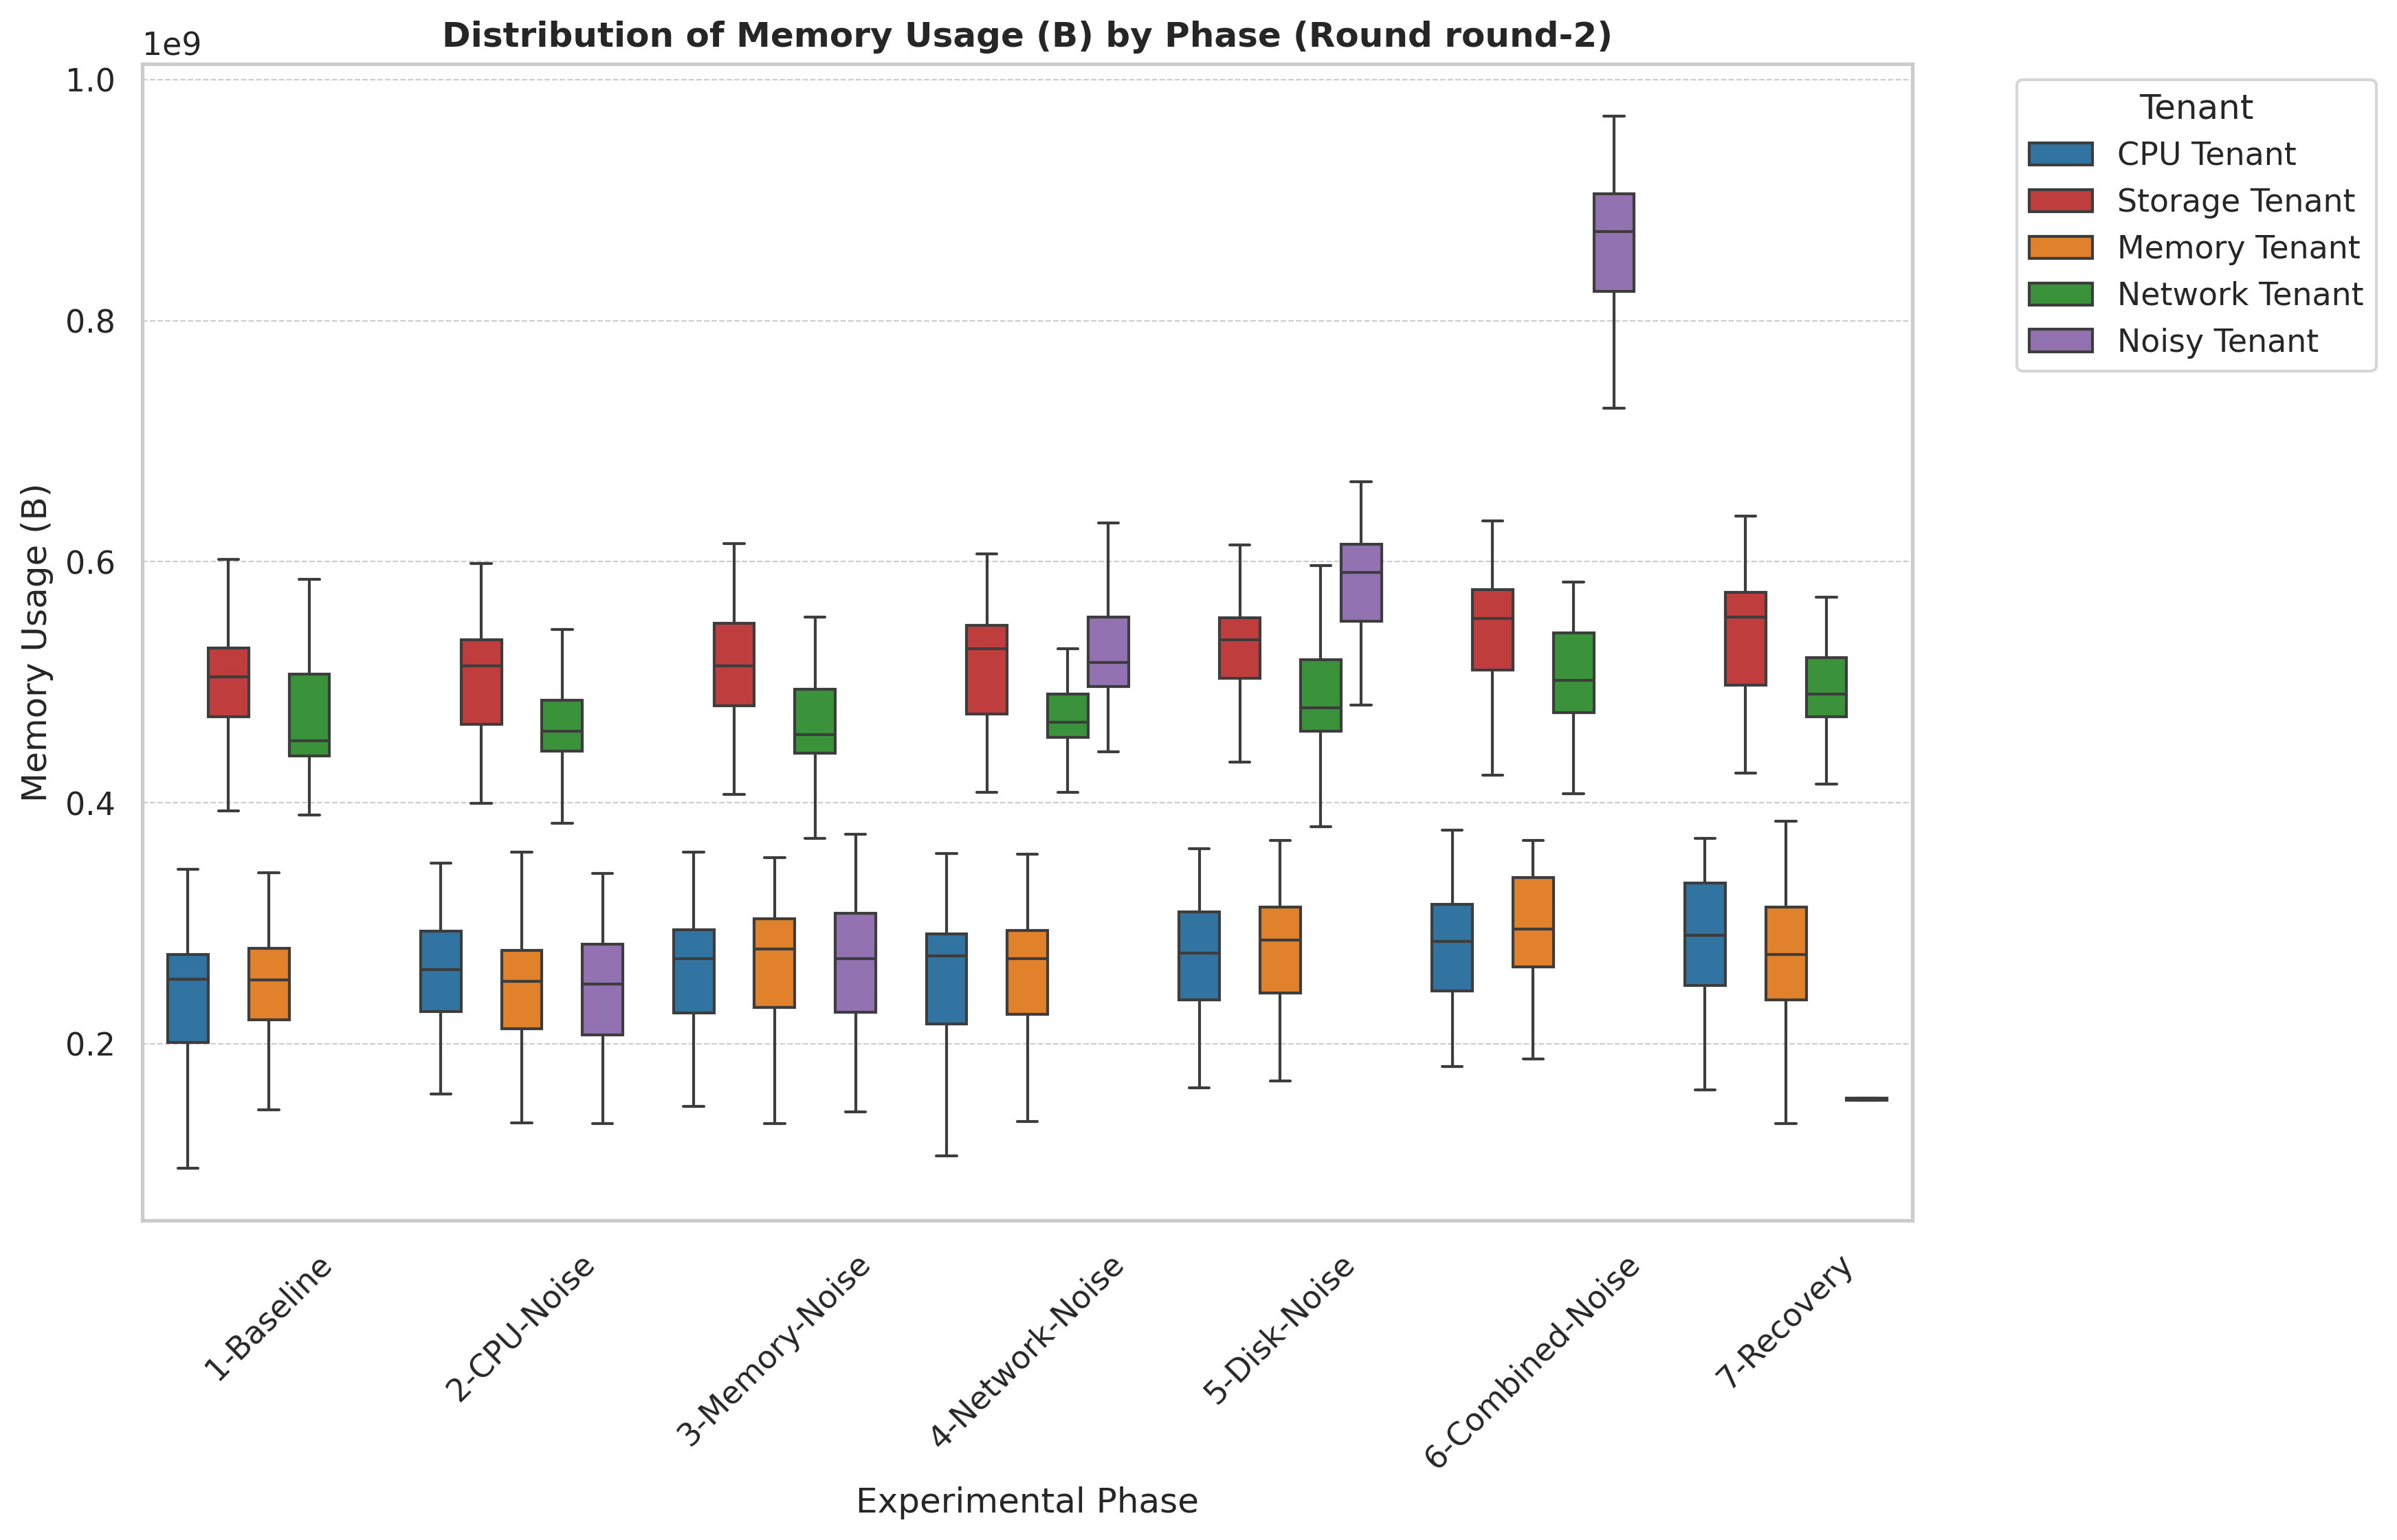 Distribution of Memory Usage (B) by Phase (Round round-2)
1e9
1.0
0.8
0.6
0.4
0.2
Memory Usage (B)
1-Baseline
2-CPU-Noise
3-Memory-Noise
4-Network-Noise
5-Disk-Noise
6-Combined-Noise
7-Recovery
Experimental Phase
Tenant
CPU Tenant
Storage Tenant
Memory Tenant
Network Tenant
Noisy Tenant